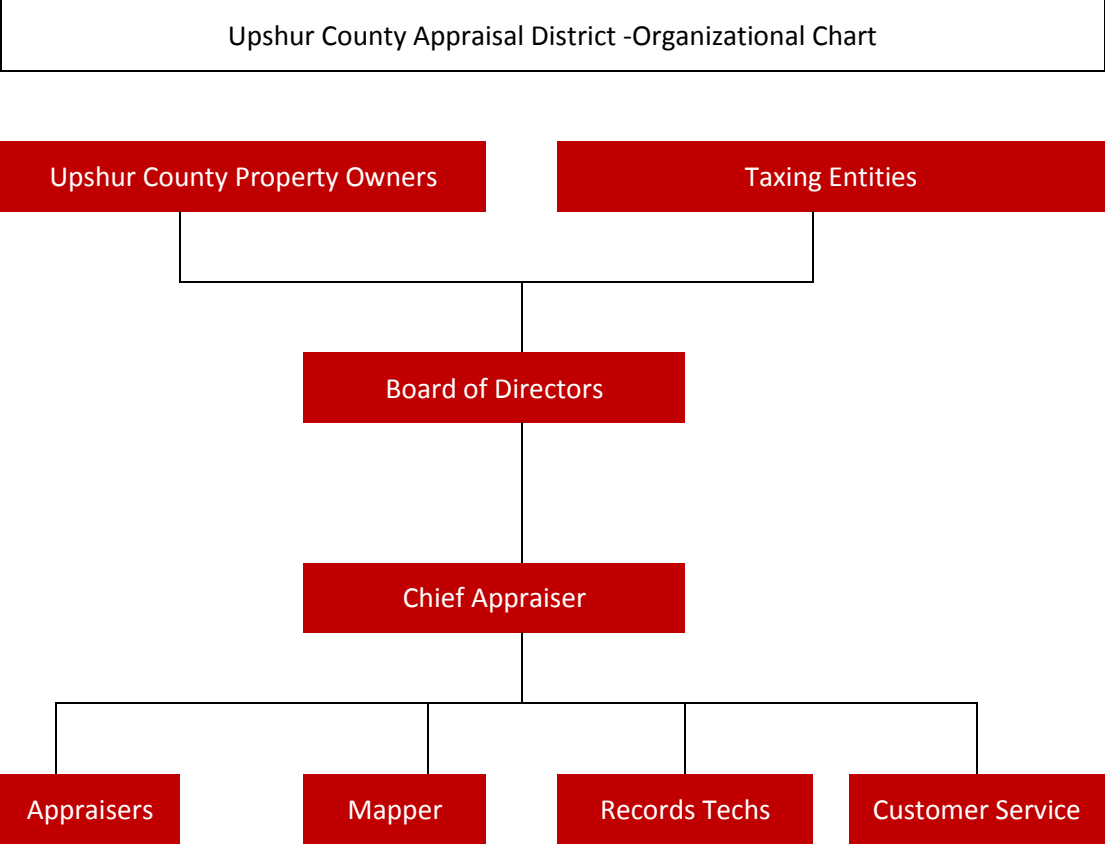 Upshur County Appraisal District -Organizational Chart
Upshur County Property Owners
Taxing Entities
Board of Directors
Chief Appraiser
Appraisers
Mapper
Records Techs
Customer Service